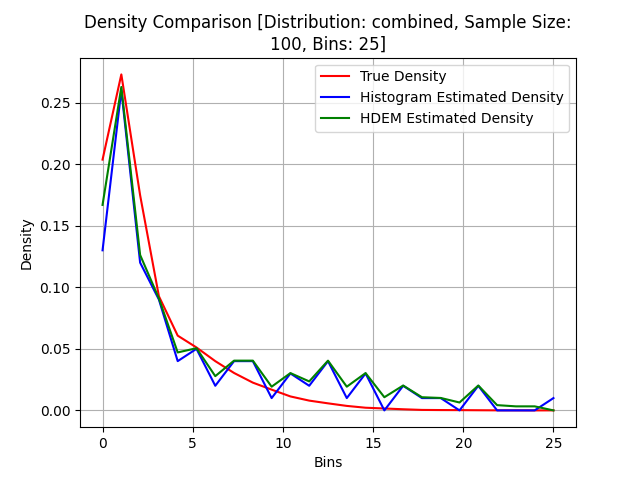 Density Comparison [Distribution: combined, Sample Size:
100, Bins: 25]
True Density
Histogram Estimated Density
HDEM Estimated Density
Density
0.25
0.20
0.15
0.10
0.05
0.00
0 5 10 15 20 25
Bins